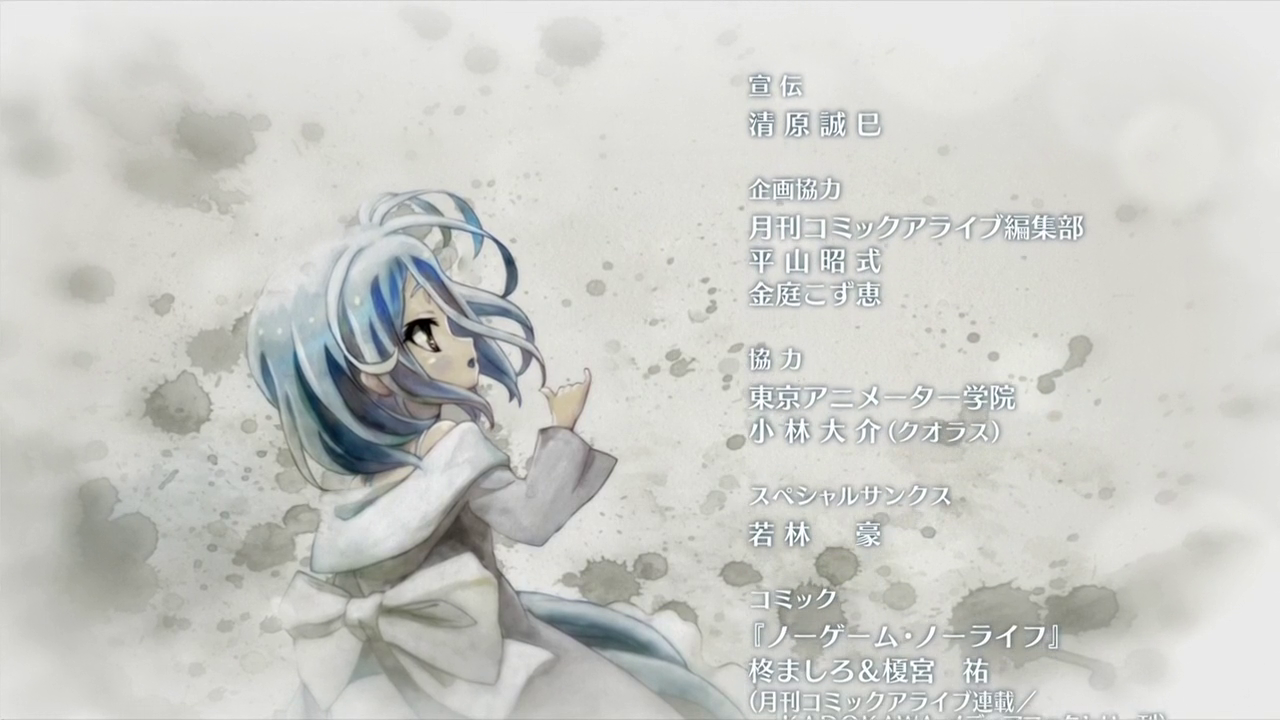 宣伝
清原誠巳
企画協力
月刊コミックアライブ編集部
平山昭式
金庭こず恵
協力
東京アニメーター学院
小林大介(クオラス)
スペシャルサンクス
若林 豪
コミック
『ノーゲーム・ノーライフ』
柊ましろ&榎宮 祐
(月刊コミックアライブ連載/